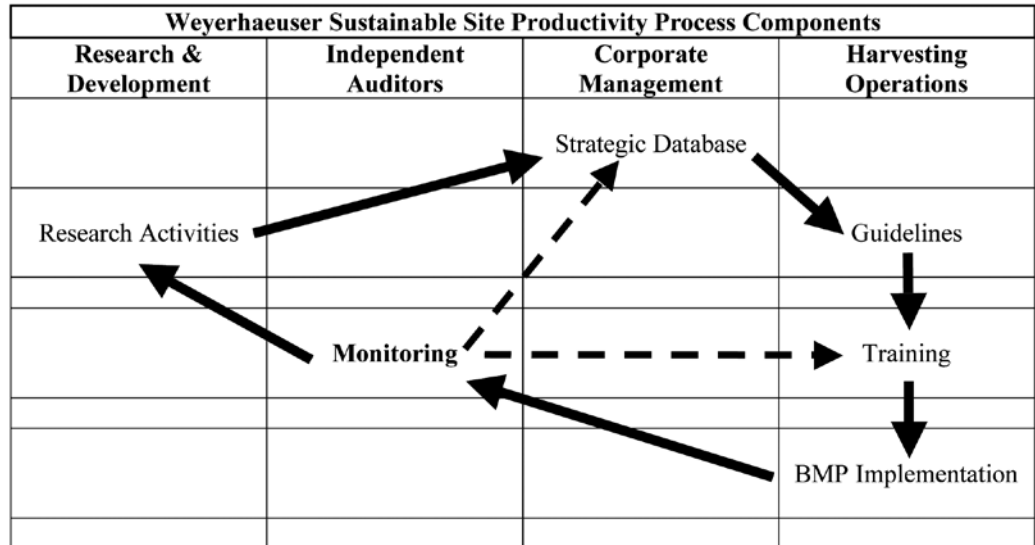 Weyerhaeuser Sustainable Site Productivity Process Components
Research &
Development
Independent
Auditors
Corporate
Management
Harvesting
Operations
Strategic Database
Research Activities
Guidelines
Monitoring
Training
BMP Implementation